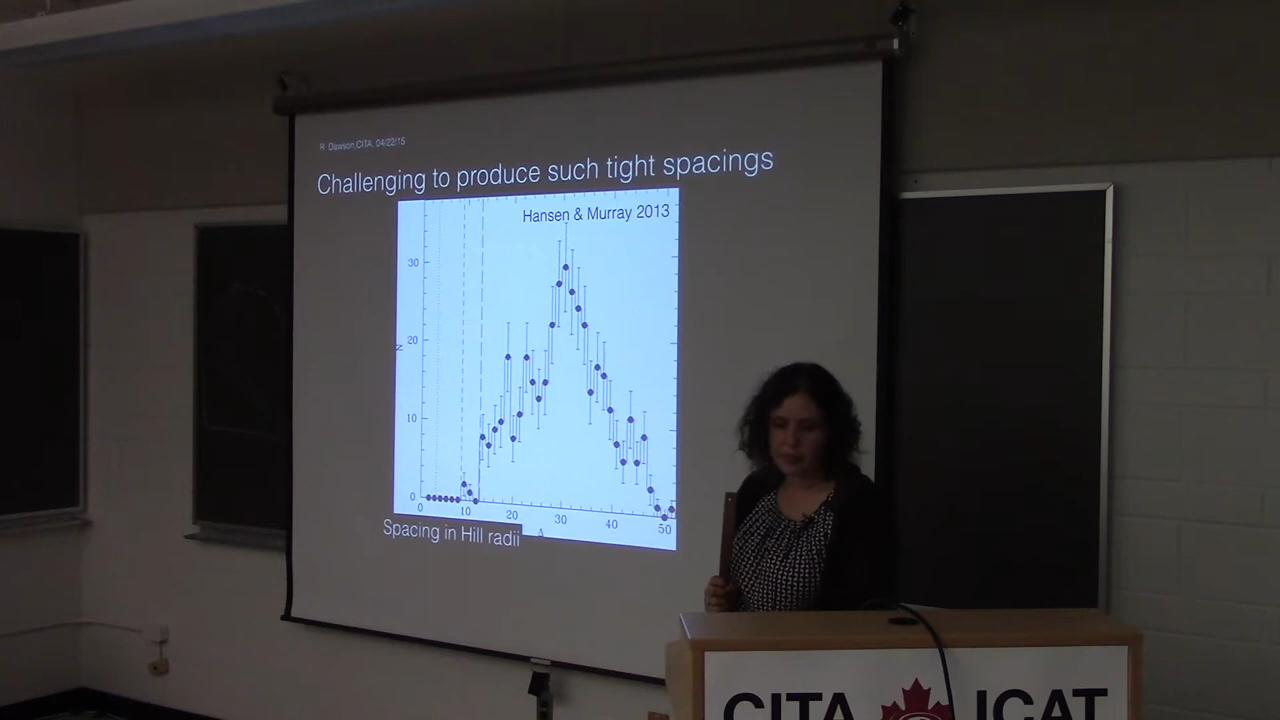 R. Dawson,CITA, 04/22/15
Challenging to produce such tight spacings
Hansen & Murray 2013
30
20
N
10
0
0 10 20 30 40 50
Spacing in Hill radii
Δ
CITA ICAT